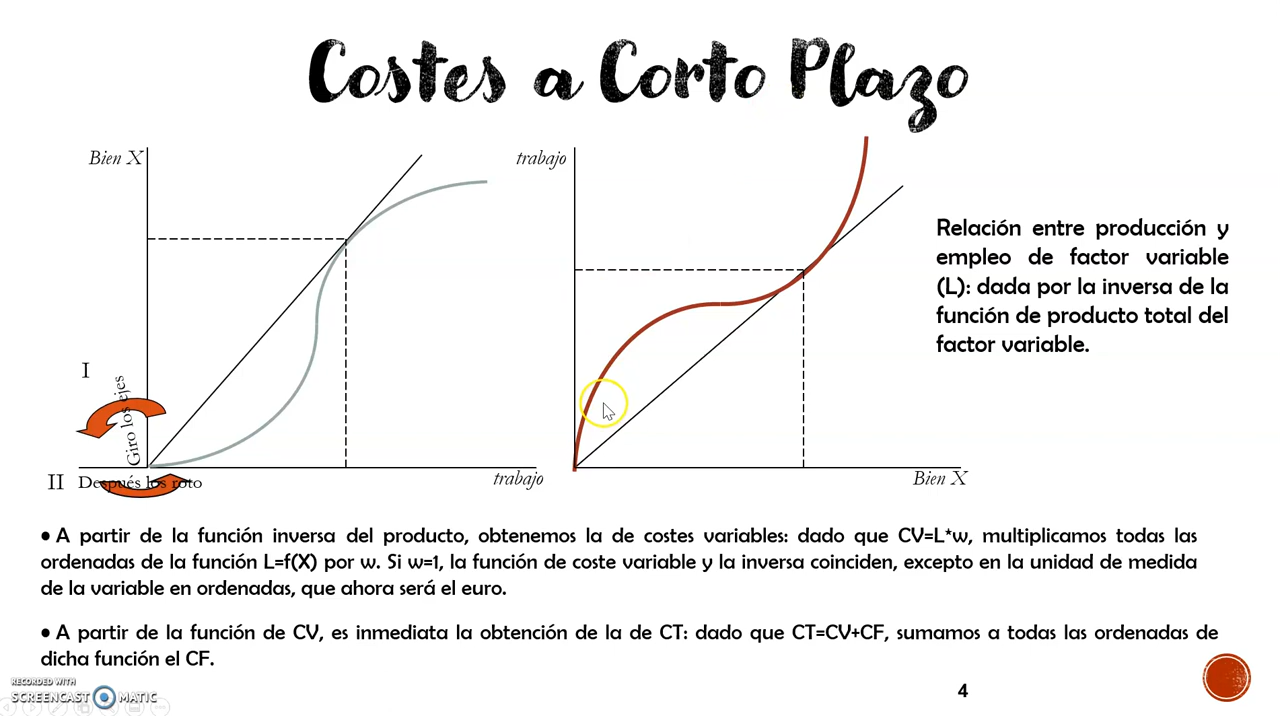 Costes a Corto Plazo
Bien X
trabajo
I
Giro los ejes
II
Después los roto
trabajo
Bien X
Relación entre producción y
empleo de factor variable
(L): dada por la inversa de la
función de producto total del
factor variable.
• A partir de la función inversa del producto, obtenemos la de costes variables: dado que CV=L*w, multiplicamos todas las
ordenadas de la función L=f(X) por w. Si w=1, la función de coste variable y la inversa coinciden, excepto en la unidad de medida
de la variable en ordenadas, que ahora será el euro.
• A partir de la función de CV, es inmediata la obtención de la de CT: dado que CT=CV+CF, sumamos a todas las ordenadas de
dicha función el CF.
RECORDED WITH
SCREENCAST MATIC
4